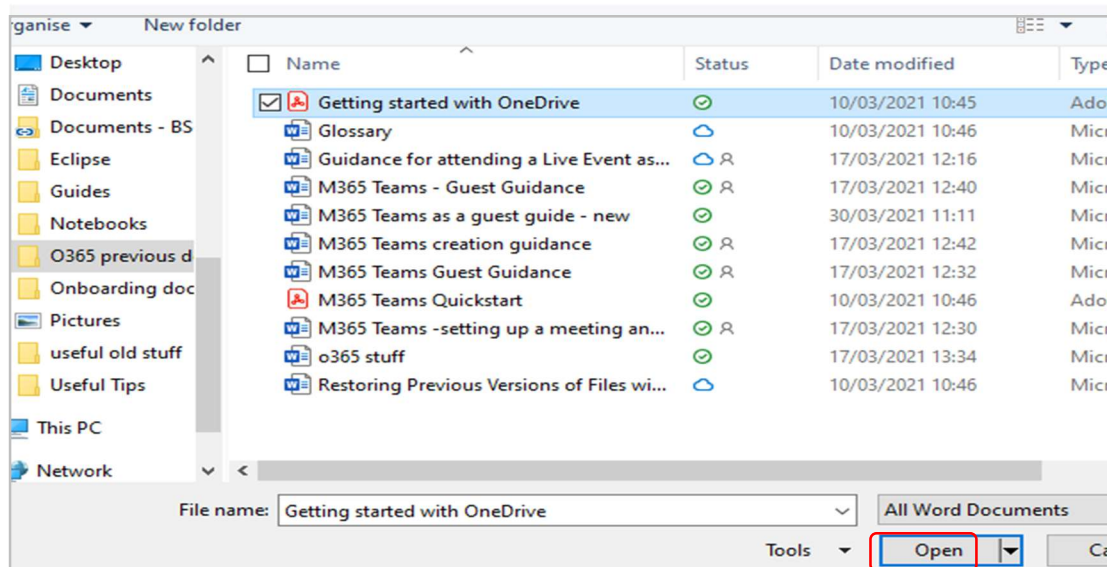 rganise New folder
Desktop
Documents
Documents - BS
Eclipse
Guides
Notebooks
O365 previous d
Onboarding doc
Pictures
useful old stuff
Useful Tips
This PC
Network
Name Status Date modified Type
Getting started with OneDrive 10/03/2021 10:45 Ado
Glossary 10/03/2021 10:46 Micr
Guidance for attending a Live Event as... 17/03/2021 12:16 Micr
M365 Teams - Guest Guidance 17/03/2021 12:40 Micr
M365 Teams as a guest guide - new 30/03/2021 11:11 Micr
M365 Teams creation guidance 17/03/2021 12:42 Micr
M365 Teams Guest Guidance 17/03/2021 12:32 Micr
M365 Teams Quickstart 10/03/2021 10:46 Ado
M365 Teams -setting up a meeting an... 17/03/2021 12:30 Micr
o365 stuff 17/03/2021 13:34 Micr
Restoring Previous Versions of Files wi... 10/03/2021 10:46 Micr
File name: Getting started with OneDrive All Word Documents
Tools Open Ca